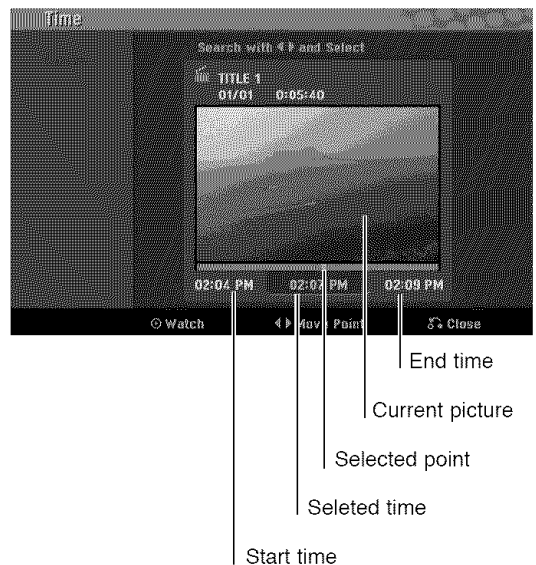 Time
Search with ◀ ▶ and Select
TITLE 1
01/01 0:05:40
02:04 PM 02:07 PM 02:09 PM
Watch ◀ ▶ Move Point Close
End time
Current picture
Selected point
Seleted time
Start time